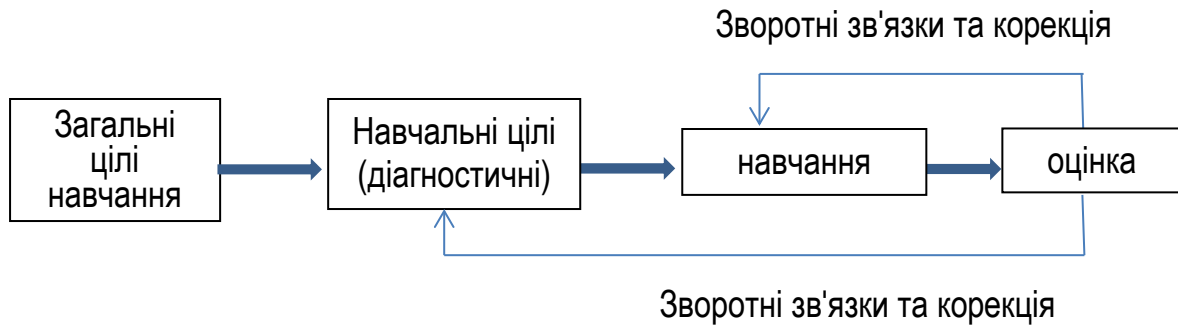 Зворотні зв'язки та корекція
Загальні
цілі
навчання
Навчальні цілі
(діагностичні)
навчання
оцінка
Зворотні зв'язки та корекція